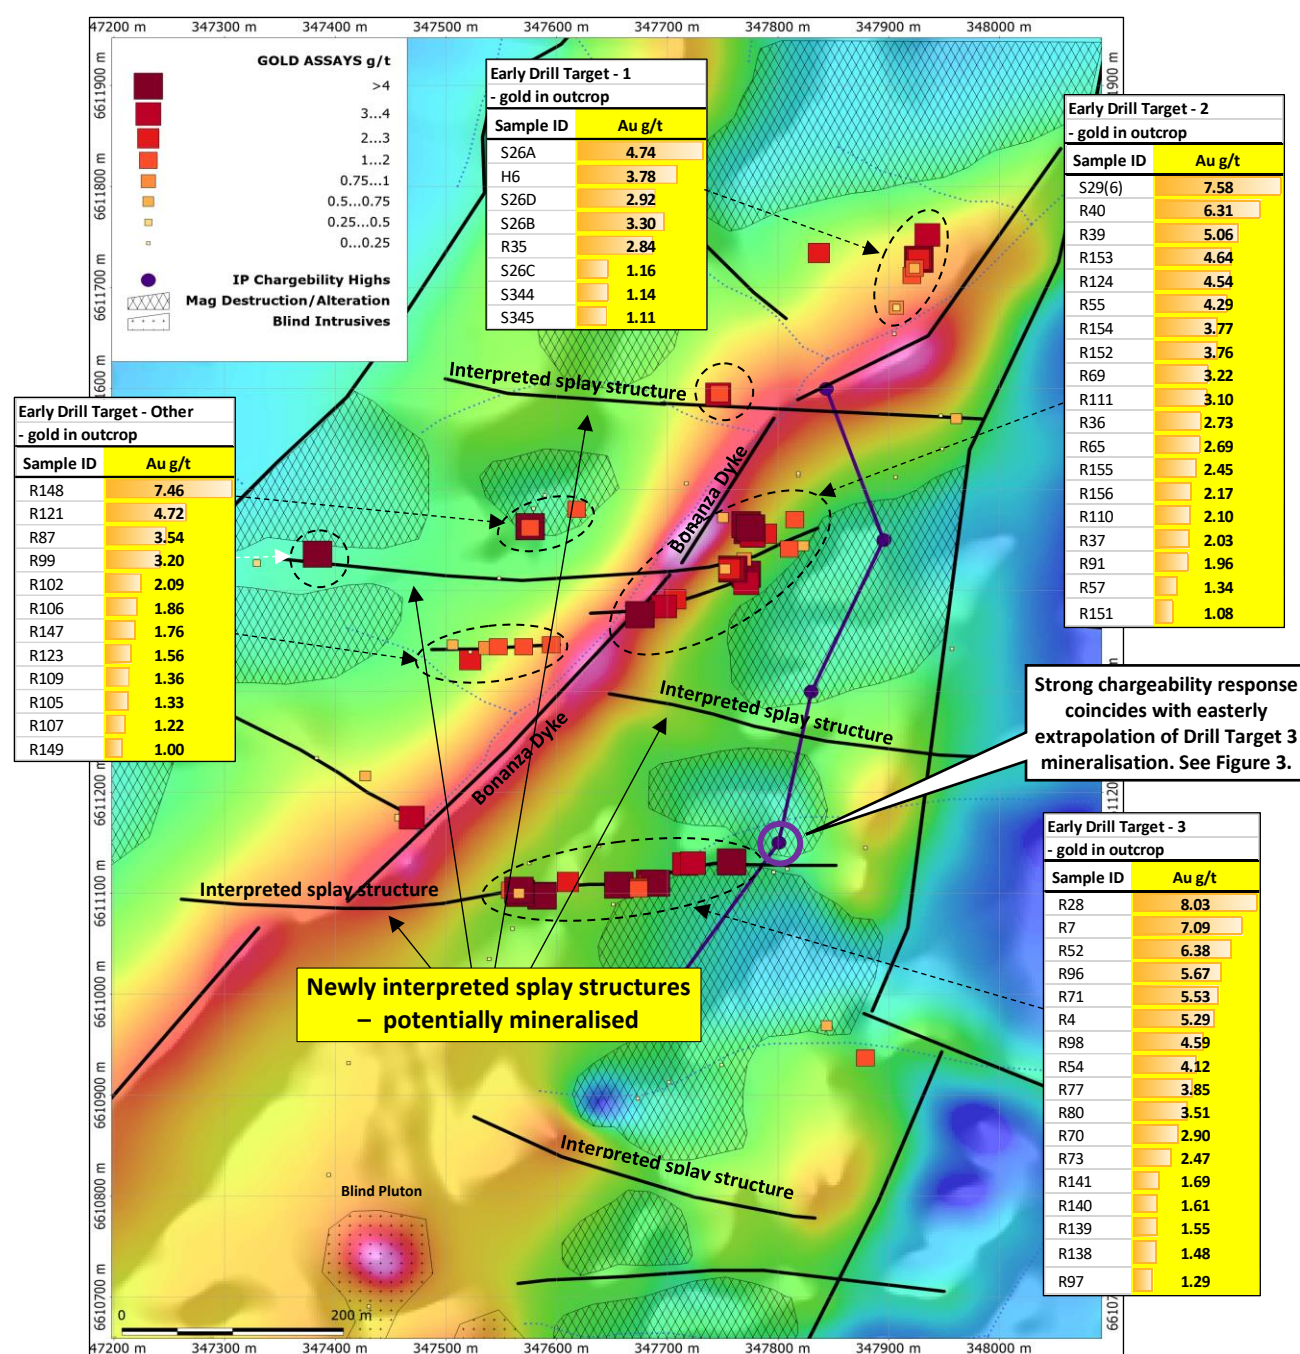 47200 m
347300 m
347400 m
347500 m
347600 m
347700 m
347800 m
347900 m
348000 m
GOLD ASSAYS g/t
>4
3...4
2...3
1...2
0.75...1
0.5...0.75
0.25...0.5
0...0.25
IP Chargebility Highs
Mag Destruction/Alteration
Blind Intrusives
6611900 m
6611800 m
6611700 m
1600 m
6611200 m
6611100 m
6611000 m
6610900 m
6610800 m
6610700 m
Early Drill Target - 1
- gold in outcrop
Sample ID Au g/t
S26A 4.74
H6 3.78
S26D 2.92
S26B 3.30
R35 2.84
S26C 1.16
S344 1.14
S345 1.11
900 m
Early Drill Target - 2
- gold in outcrop
Sample ID Au g/t
S29(6) 7.58
R40 6.31
R39 5.06
R153 4.64
R124 4.54
R55 4.29
R154 3.77
R152 3.76
R69 3.22
R111 3.10
R36 2.73
R65 2.69
R155 2.45
R156 2.17
R110 2.10
R37 2.03
R91 1.96
R57 1.34
R151 1.08
Early Drill Target - Other
- gold in outcrop
Sample ID Au g/t
R148 7.46
R121 4.72
R87 3.54
R99 3.20
R102 2.09
R106 1.86
R147 1.76
R123 1.56
R109 1.36
R105 1.33
R107 1.22
R149 1.00
Interpreted splay structure
Bonanza Dyke
Interpreted splay structure
Bonanza Dyke
Strong chargeability response
coincides with easterly
extrapolation of Drill Target 3
mineralisation. See Figure 3.
Interpreted splay structure
Newly interpreted splay structures
– potentially mineralised
Early Drill Target - 3
- gold in outcrop
Sample ID Au g/t
R28 8.03
R7 7.09
R52 6.38
R96 5.67
R71 5.53
R4 5.29
R98 4.59
R54 4.12
R77 3.85
R80 3.51
R70 2.90
R73 2.47
R141 1.69
R140 1.61
R139 1.55
R138 1.48
R97 1.29
Interpreted splay structure
Blind Pluton
0 200 m
47200 m
347300 m
347400 m
347500 m
347600 m
347700 m
347800 m
347900 m
348000 m